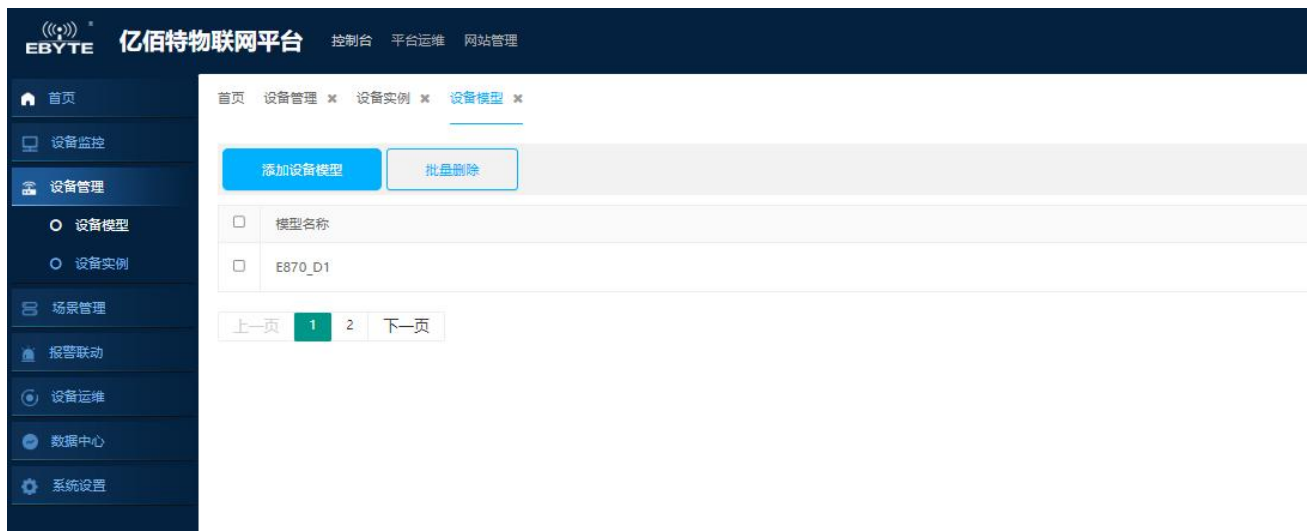 EBYTE 亿佰特物联网平台 控制台 平台运维 网站管理
首页
设备监控
设备管理
设备模型
设备实例
场景管理
报警联动
设备运维
数据中心
系统设置
首页 设备管理 设备实例 设备模型
添加设备模型 批量删除
模型名称
E870_D1
上一页 1 2 下一页